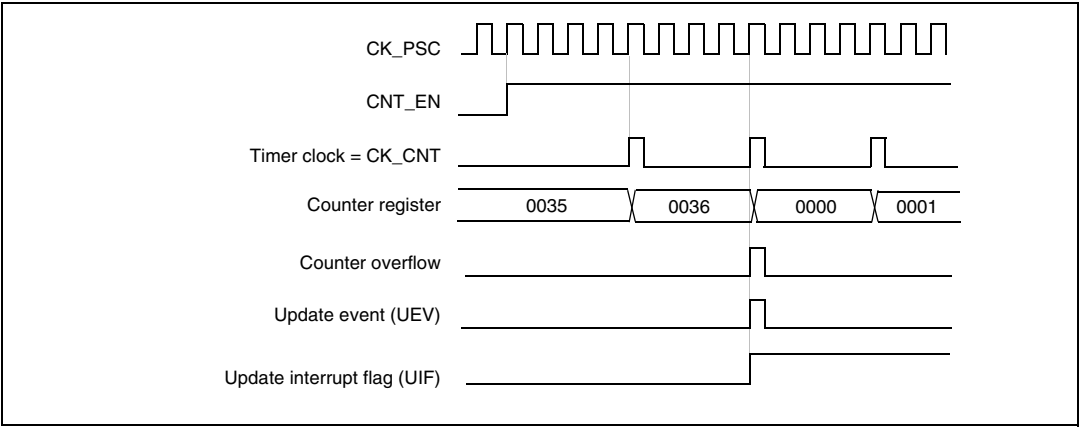 CK_PSC
CNT_EN
Timer clock = CK_CNT
Counter register 0035 0036 0000 0001
Counter overflow
Update event (UEV)
Update interrupt flag (UIF)